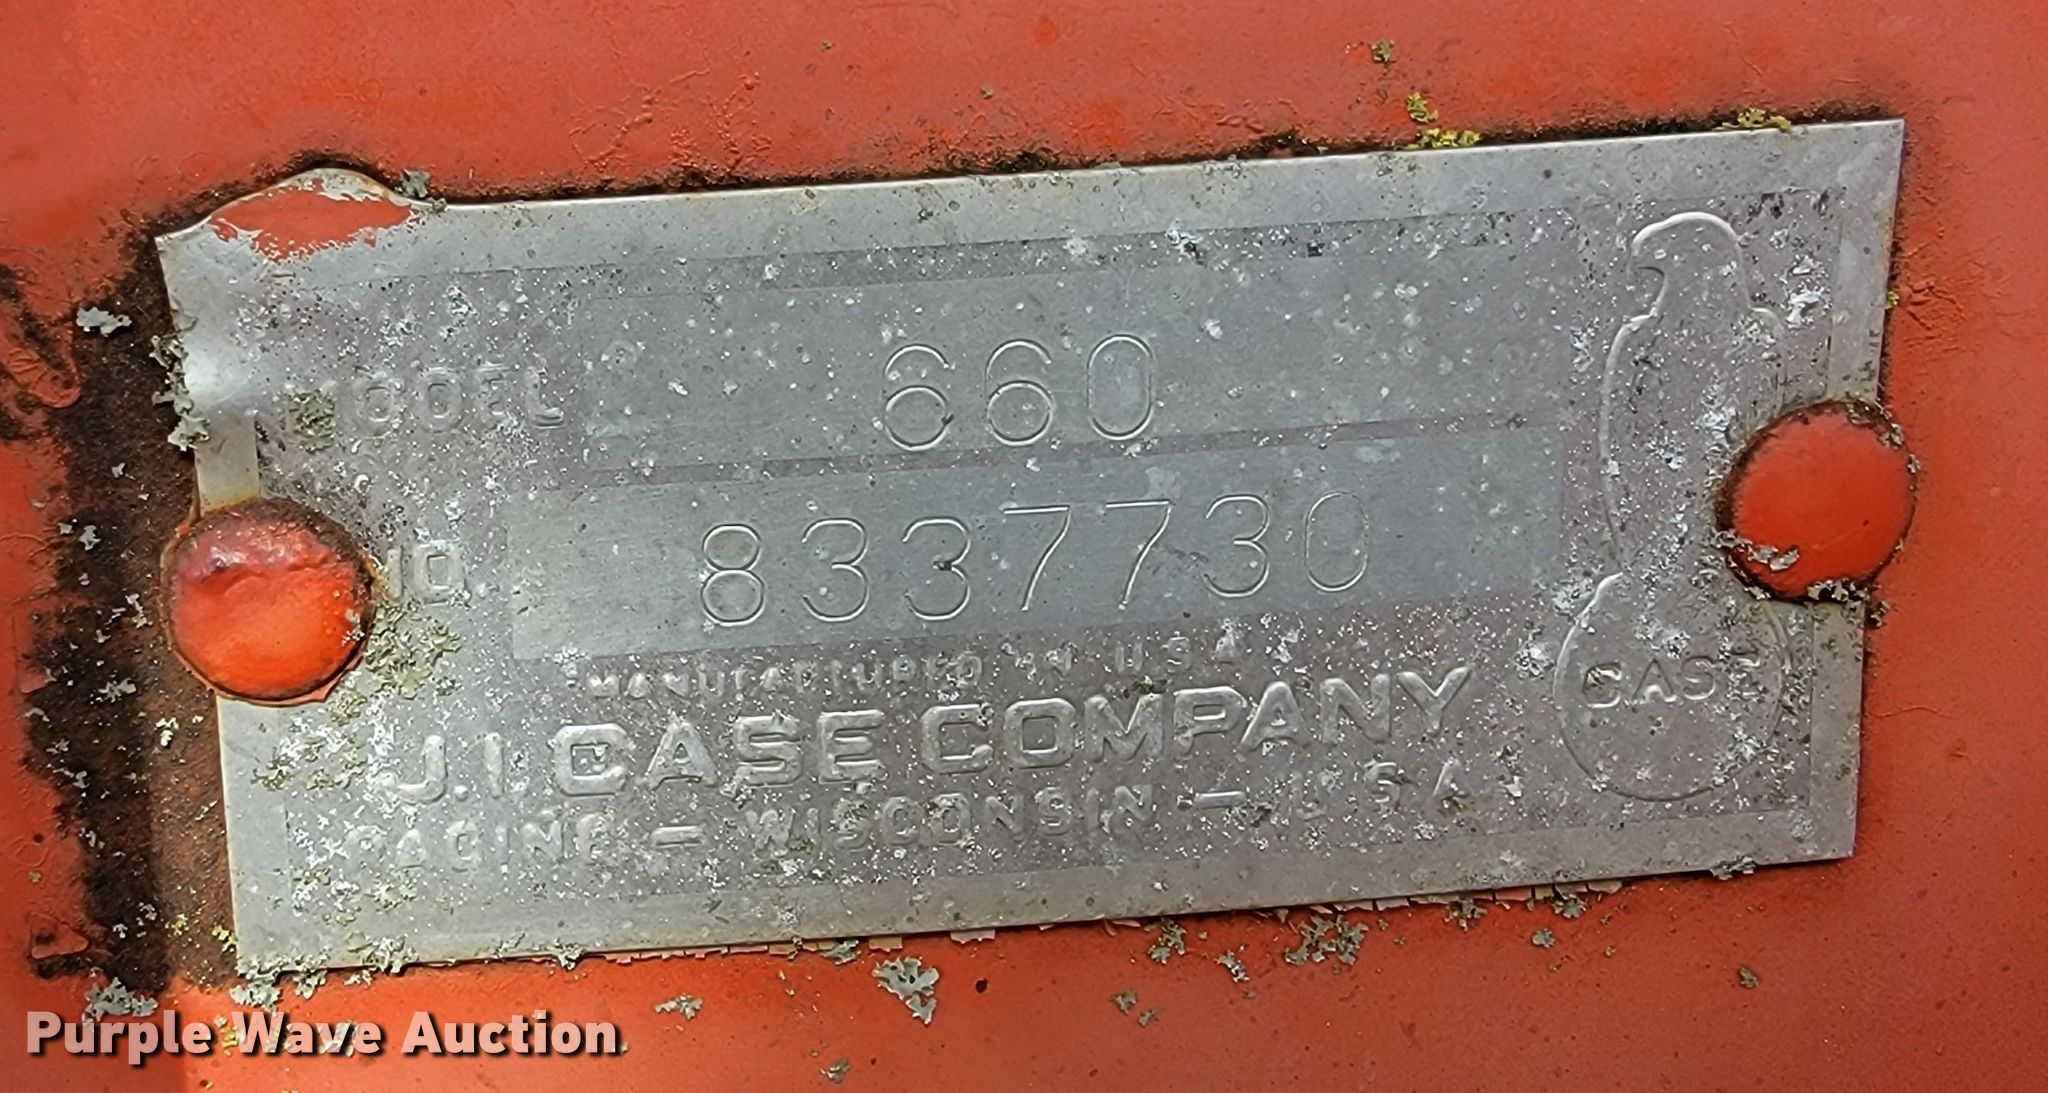 MODEL 660
NO. 8337730
MANUFACTURED IN U.S.A.
J.I. CASE COMPANY
RACINE - WISCONSIN - U.S.A.
CASE
Purple Wave Auction